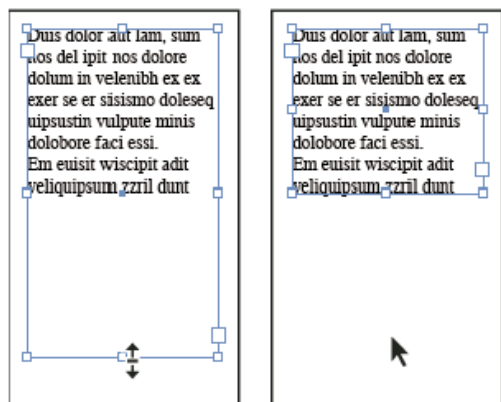 Duis dolor aut lam, sum
nos del ipit nos dolore
dolum in velenibh ex ex
exer se er sisismo doleseq
uipsustin vulpute minis
dolobore faci essi.
Em euisit wiscipit adit
veliquipsum zzril dunt
Duis dolor aut lam, sum
nos del ipit nos dolore
dolum in velenibh ex ex
exer se er sisismo doleseq
uipsustin vulpute minis
dolobore faci essi.
Em euisit wiscipit adit
veliquipsum zzril dunt